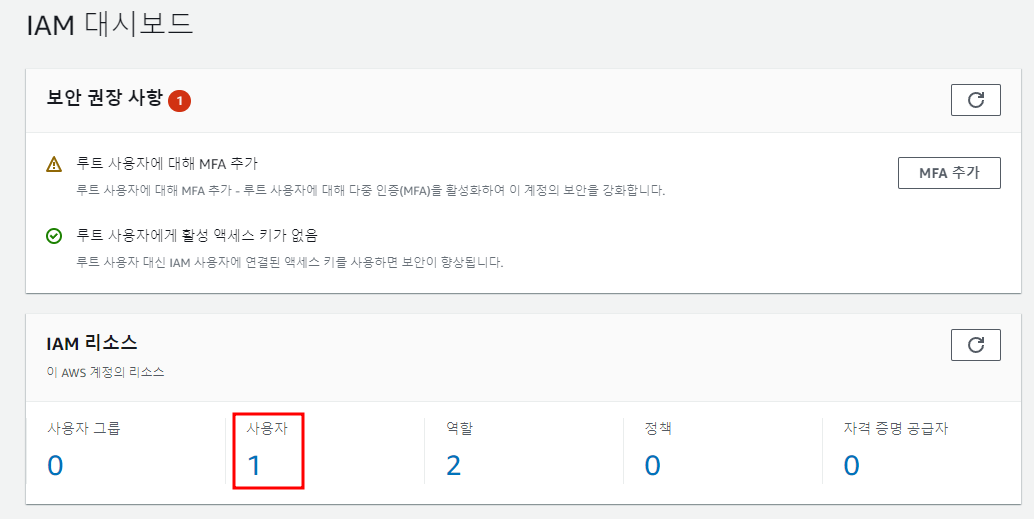 IAM 대시보드
보안 권장 사항 1
루트 사용자에 대해 MFA 추가
루트 사용자에 대해 MFA 추가 - 루트 사용자에 대해 다중 인증(MFA)을 활성화하여 이 계정의 보안을 강화합니다.
MFA 추가
루트 사용자에게 활성 액세스 키가 없음
루트 사용자 대신 IAM 사용자에 연결된 액세스 키를 사용하면 보안이 향상됩니다.
IAM 리소스
이 AWS 계정의 리소스
사용자 그룹 사용자 역할 정책 자격 증명 공급자
0 1 2 0 0